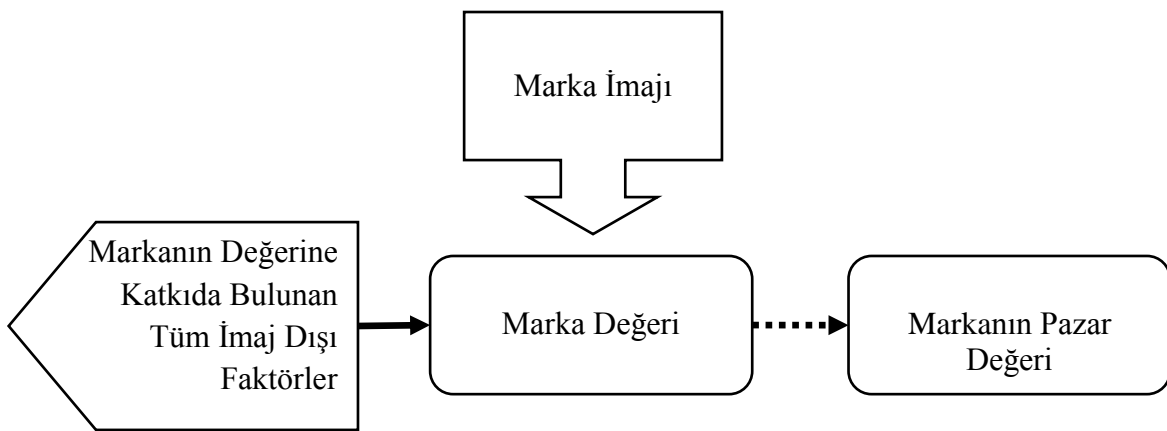 Marka İmajı
Markanın Değerine
Katkıda Bulunan
Tüm İmaj Dışı
Faktörler
Marka Değeri
Markanın Pazar
Değeri